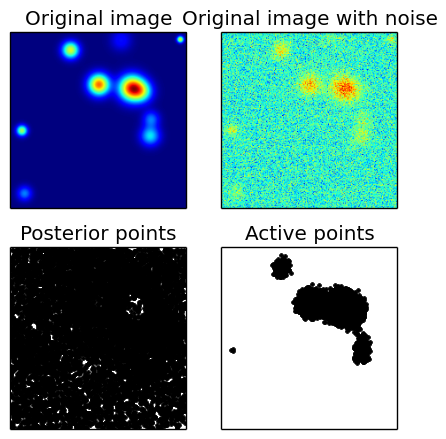 Original image
Original image with noise
Posterior points
Active points